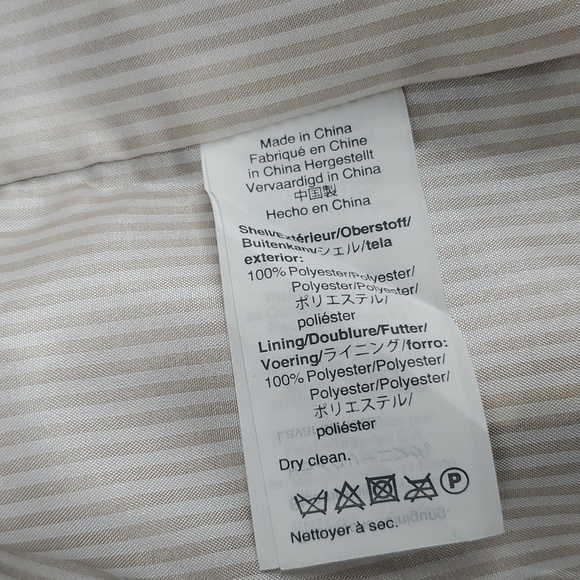 Made in China
Fabriqué en Chine
in China Hergestellt
Vervaardigd in China
中国製
Hecho en China
Shell/Extérieur/Oberstoff/
Buitenkant/シェル/tela
exterior:
100% Polyester/Polyester/
Polyester/Polyester/
ポリエステル/
poliéster
Lining/Doublure/Futter/
Voering/ライニング/forro:
100% Polyester/Polyester/
Polyester/Polyester/
ポリエステル/
poliéster
Dry clean.
P
Nettoyer à sec.